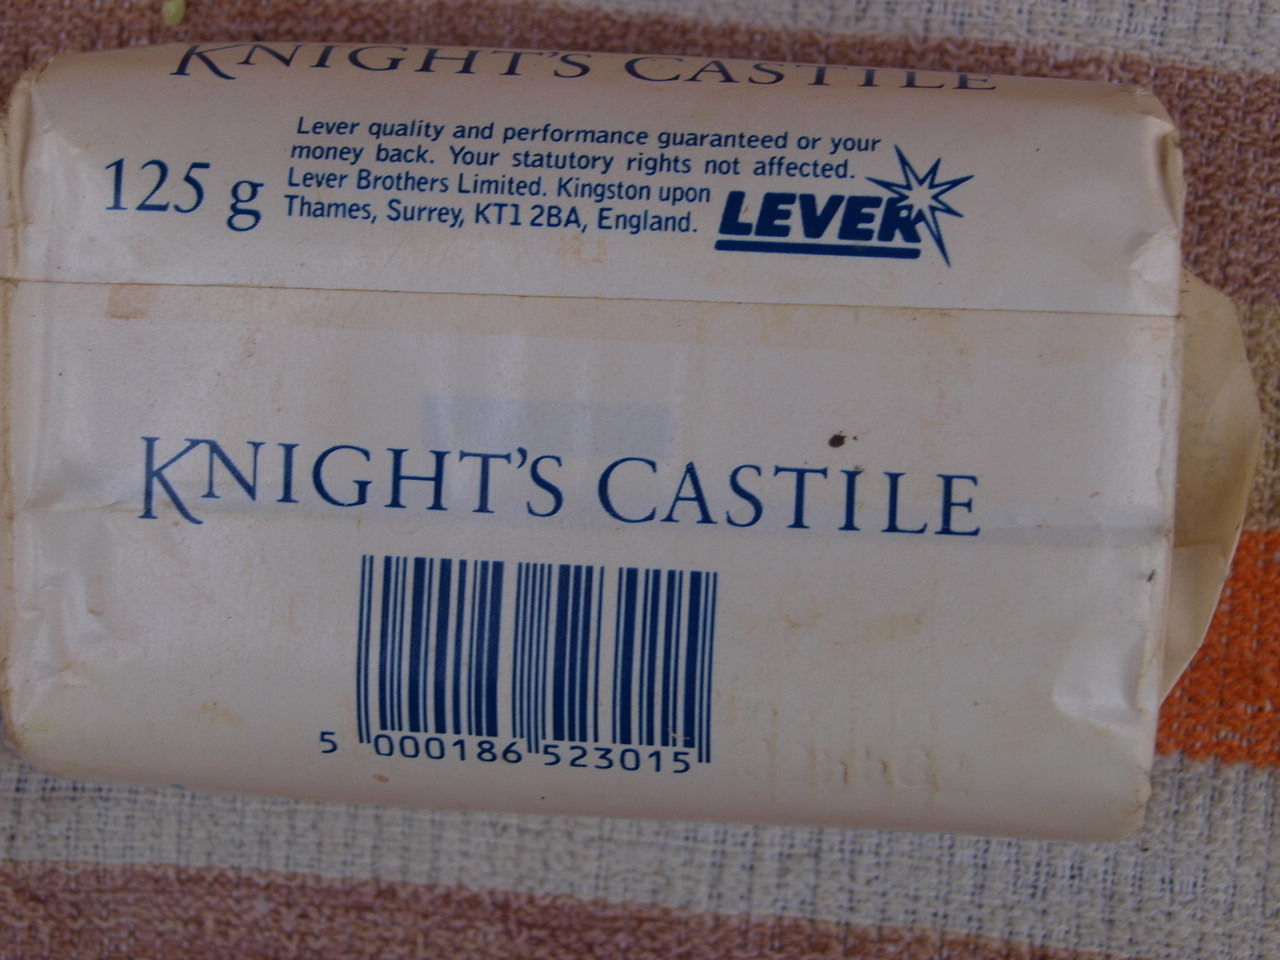 KNIGHT'S CASTILE
125 g
Lever quality and performance guaranteed or your
money back. Your statutory rights not affected.
Lever Brothers Limited. Kingston upon
Thames, Surrey, KT1 2BA, England.
LEVER
KNIGHT'S CASTILE
5 000186 523015